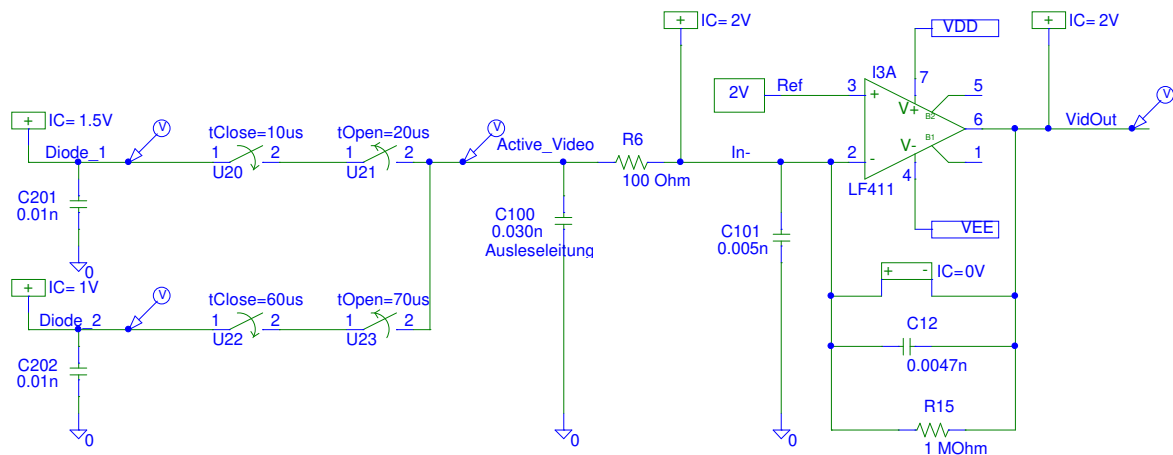 IC= 2V
IC= 2V
VDD
I3A
7
5
2V
Ref
3
+
V+
B2
6
VidOut
V
B1
V-
2
-
1
4
LF411
VEE
IC= 1.5V
V
tClose=10us
tOpen=20us
V
Active_Video
R6
In-
Diode_1
1
2
1
2
U20
U21
100 Ohm
C201
0.01n
C100
0.030n
Ausleseleitung
C101
0.005n
0
IC= 1V
V
tClose=60us
tOpen=70us
+ - IC=0V
Diode_2
1
2
1
2
U22
U23
C12
0.0047n
C202
0.01n
R15
1 MOhm
0
0
0